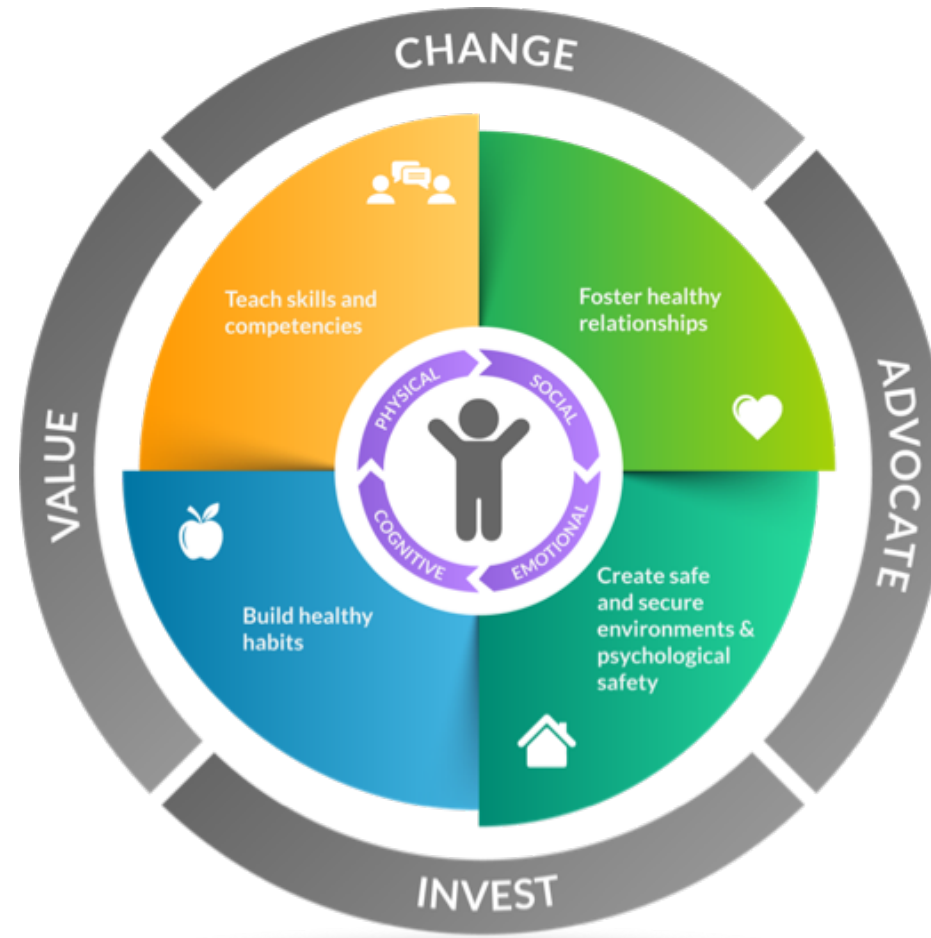 CHANGE
Teach skills and
competencies
Foster healthy
relationships
PHYSICAL
SOCIAL
VALUE
ADVOCATE
COGNITIVE
EMOTIONAL
Build healthy
habits
Create safe
and secure
environments &
psychological
safety
INVEST